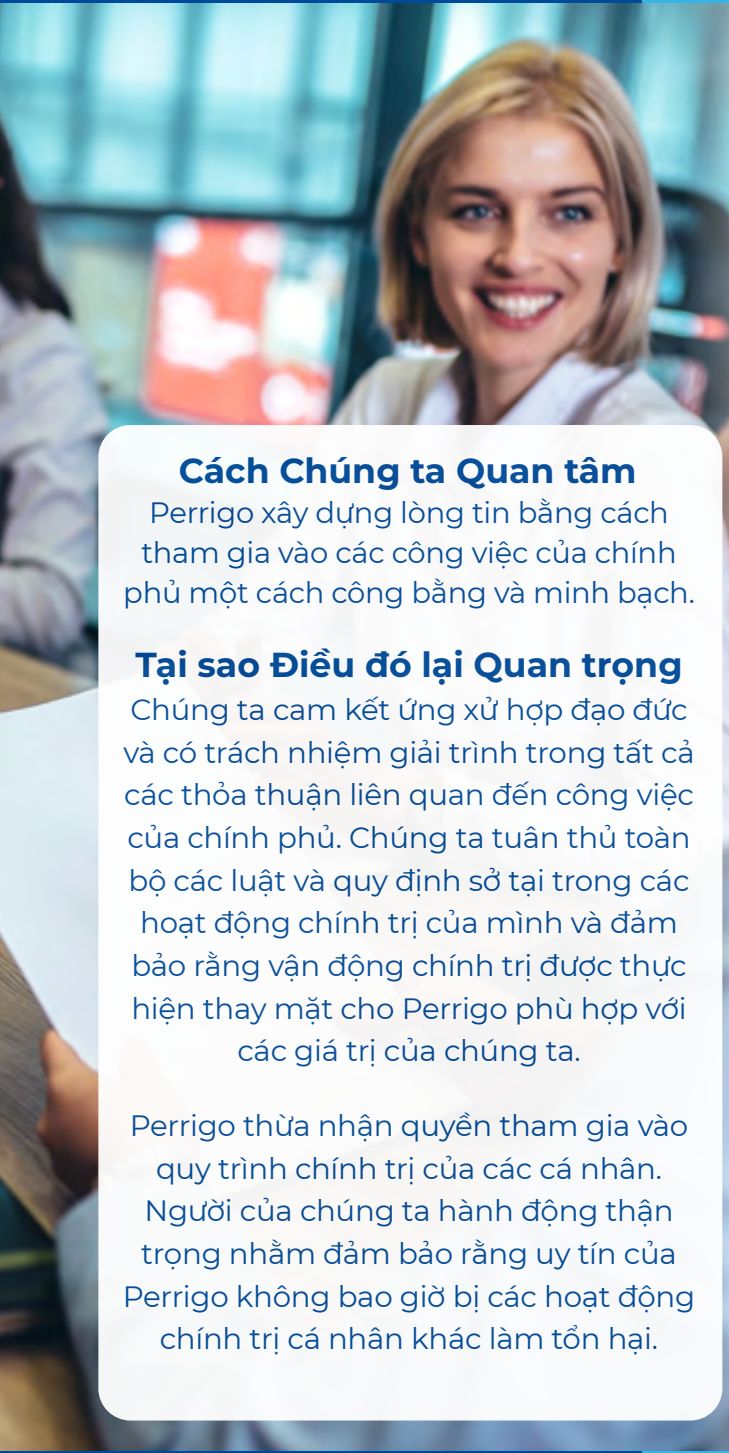 Cách Chúng ta Quan tâm
Perrigo xây dựng lòng tin bằng cách
tham gia vào các công việc của chính
phủ một cách công bằng và minh bạch.
Tại sao Điều đó lại Quan trọng
Chúng ta cam kết ứng xử hợp đạo đức
và có trách nhiệm giải trình trong tất cả
các thỏa thuận liên quan đến công việc
của chính phủ. Chúng ta tuân thủ toàn
bộ các luật và quy định sở tại trong các
hoạt động chính trị của mình và đảm
bảo rằng vận động chính trị được thực
hiện thay mặt cho Perrigo phù hợp với
các giá trị của chúng ta.
Perrigo thừa nhận quyền tham gia vào
quy trình chính trị của các cá nhân.
Người của chúng ta hành động thận
trọng nhằm đảm bảo rằng uy tín của
Perrigo không bao giờ bị các hoạt động
chính trị cá nhân khác làm tổn hại.